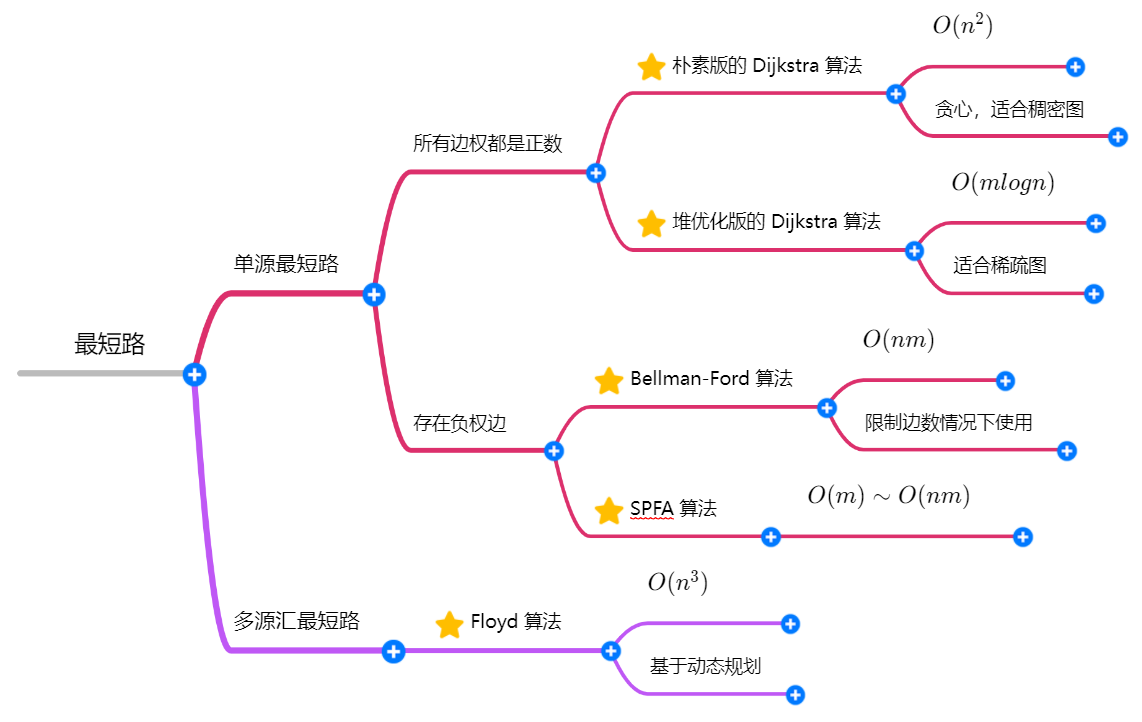 最短路
单源最短路
所有边权都是正数
朴素版的 Dijkstra 算法
O(n²)
贪心，适合稠密图
堆优化版的 Dijkstra 算法
O(mlogn)
适合稀疏图
存在负权边
Bellman-Ford 算法
O(nm)
限制边数情况下使用
SPFA 算法
O(m) ∼ O(nm)
多源汇最短路
Floyd 算法
O(n³)
基于动态规划